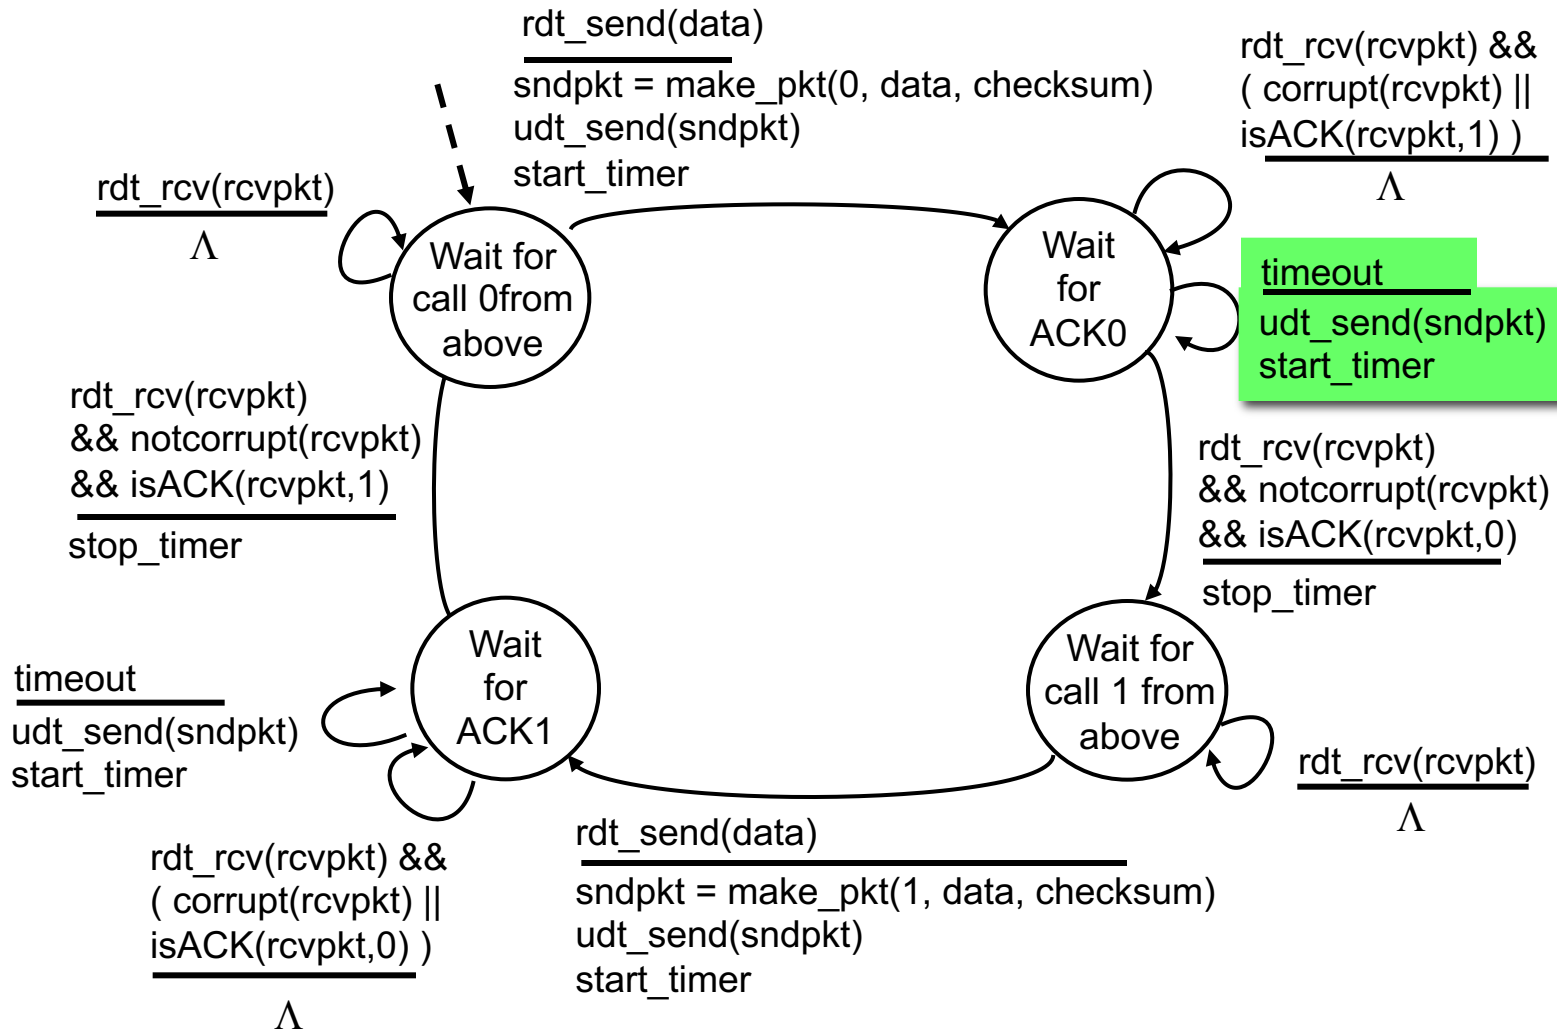 rdt_send(data)
sndpkt = make_pkt(0, data, checksum)
udt_send(sndpkt)
start_timer
rdt_rcv(rcvpkt) &&
( corrupt(rcvpkt) ||
isACK(rcvpkt,1) )
Λ
rdt_rcv(rcvpkt)
Λ
Wait for
call 0from
above
Wait
for
ACK0
timeout
udt_send(sndpkt)
start_timer
rdt_rcv(rcvpkt)
&& notcorrupt(rcvpkt)
&& isACK(rcvpkt,1)
stop_timer
rdt_rcv(rcvpkt)
&& notcorrupt(rcvpkt)
&& isACK(rcvpkt,0)
stop_timer
Wait
for
ACK1
Wait for
call 1 from
above
timeout
udt_send(sndpkt)
start_timer
rdt_rcv(rcvpkt)
Λ
rdt_rcv(rcvpkt) &&
( corrupt(rcvpkt) ||
isACK(rcvpkt,0) )
Λ
rdt_send(data)
sndpkt = make_pkt(1, data, checksum)
udt_send(sndpkt)
start_timer